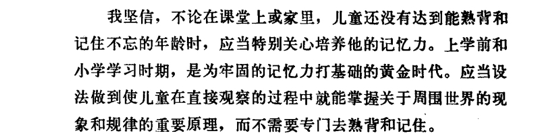 我坚信，不论在课堂上或家里，儿童还没有达到能熟背和
记住不忘的年龄时，应当特别关心培养他的记忆力。上学前和
小学学习时期，是为牢固的记忆力打基础的黄金时代。应当设
法做到使儿童在直接观察的过程中就能掌握关于周围世界的现
象和规律的重要原理，而不需要专门去熟背和记住。